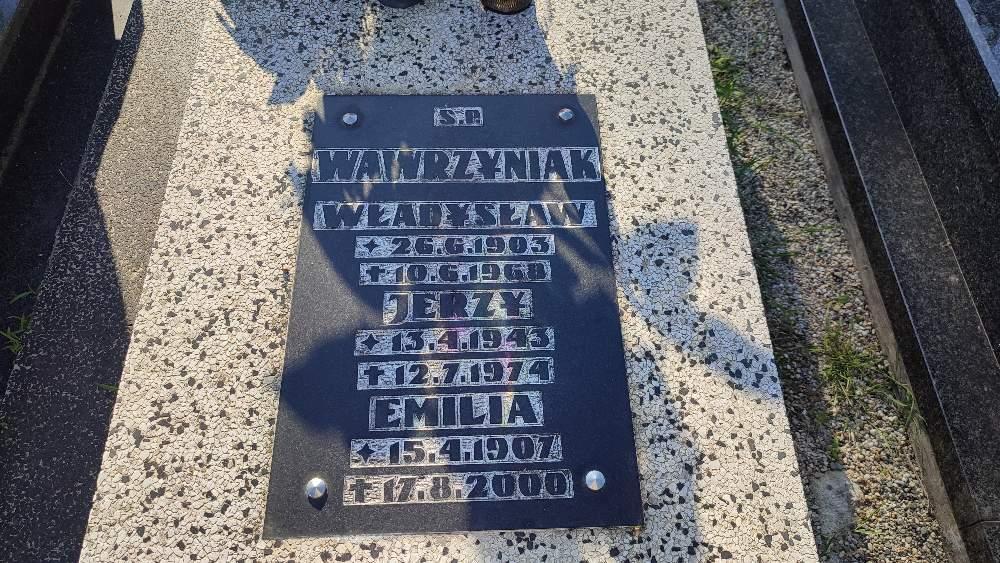 Ś.P.
WAWRZYNIAK
WŁADYSŁAW
✦ 26.6.1903
✝ 10.6.1968
JERZY
✦ 13.4.1943
✝ 12.7.1974
EMILIA
✦ 15.4.1907
✝ 17.8.2000